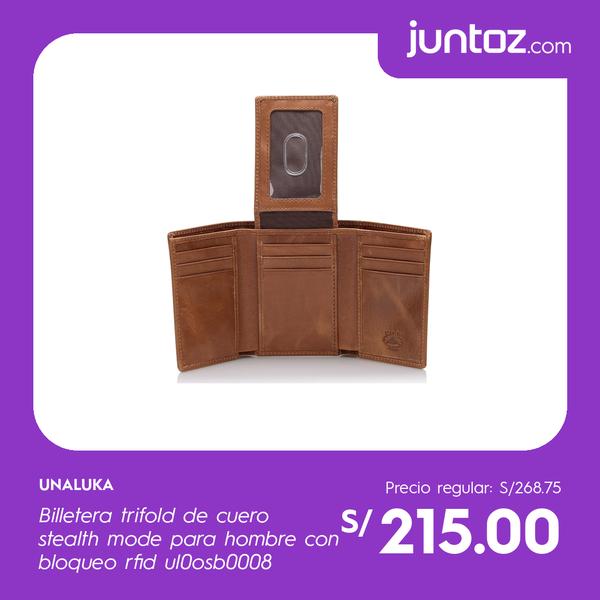 juntoz.com
UNALUKA
Billetera trifold de cuero
stealth mode para hombre con
bloqueo rfid ul0osb0008
Precio regular: S/268.75
S/215.00